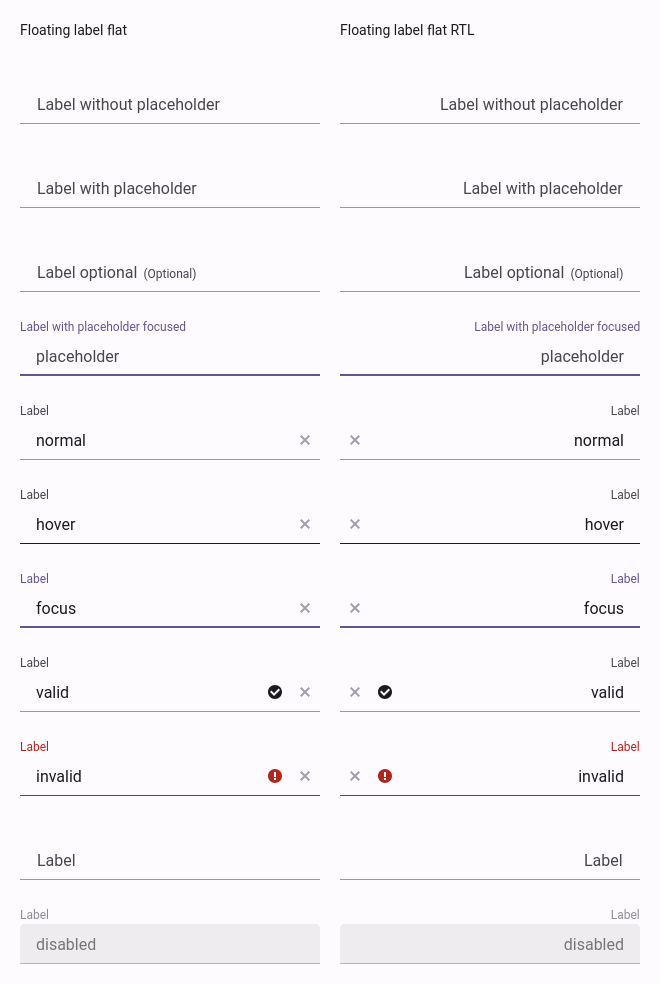 Floating label flat
Floating label flat RTL
Label without placeholder
Label without placeholder
Label with placeholder
Label with placeholder
Label optional (Optional)
Label optional (Optional)
Label with placeholder focused
Label with placeholder focused
placeholder
placeholder
Label
Label
normal
normal
Label
Label
hover
hover
Label
Label
focus
focus
Label
Label
valid
valid
Label
Label
invalid
invalid
Label
Label
Label
Label
disabled
disabled